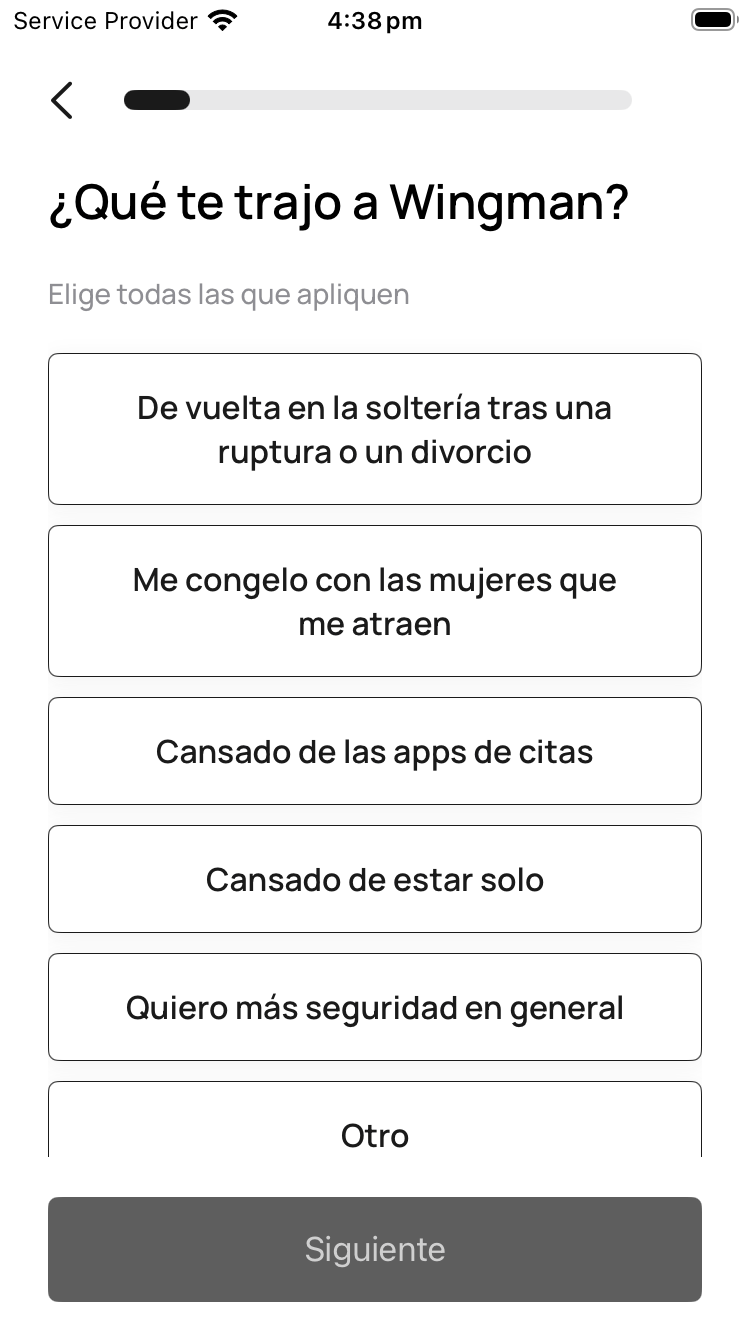 Service Provider 4:38 pm
¿Qué te trajo a Wingman?
Elige todas las que apliquen
De vuelta en la soltería tras una
ruptura o un divorcio
Me congelo con las mujeres que
me atraen
Cansado de las apps de citas
Cansado de estar solo
Quiero más seguridad en general
Otro
Siguiente